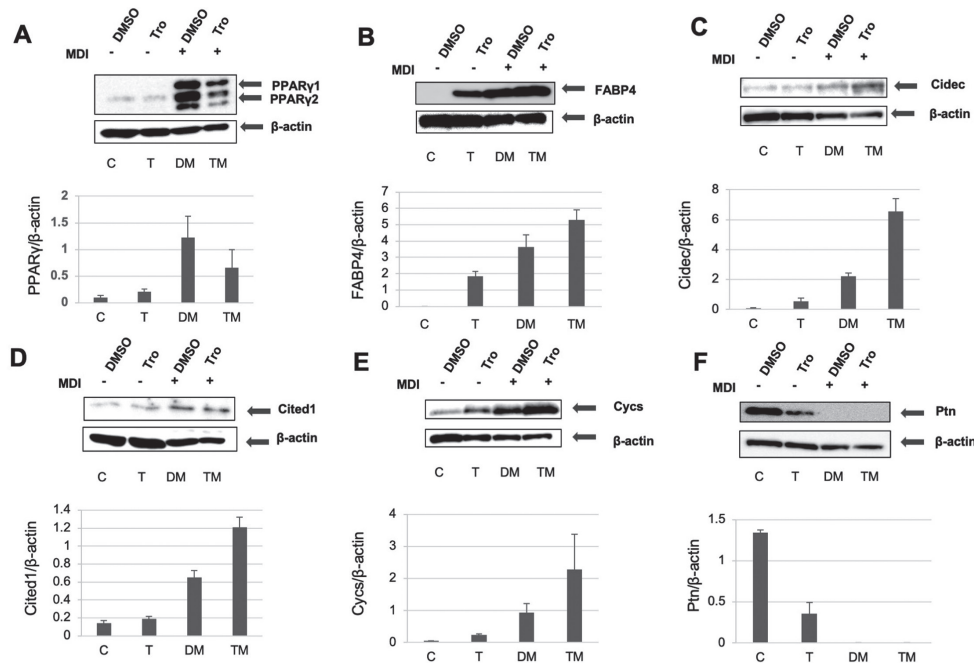 A
DMSO Tro DMSO Tro
MDI - - + +
PPARγ1
PPARγ2
β-actin
C T DM TM
PPARγ/β-actin
2
1.5
1
0.5
0
C T DM TM
B
DMSO Tro DMSO Tro
MDI - - + +
FABP4
β-actin
C T DM TM
FABP4/β-actin
6
5
4
3
2
1
0
C T DM TM
C
DMSO Tro DMSO Tro
MDI - - + +
Cidec
β-actin
C T DM TM
Cidec/β-actin
8
6
4
2
0
C T DM TM
D
DMSO Tro DMSO Tro
MDI - - + +
Cited1
β-actin
C T DM TM
Cited1/β-actin
1.4
1.2
1
0.8
0.6
0.4
0.2
0
C T DM TM
E
DMSO Tro DMSO Tro
MDI - - + +
Cycs
β-actin
C T DM TM
Cycs/β-actin
4
3
2
1
0
C T DM TM
F
DMSO Tro DMSO Tro
MDI - - + +
Ptn
β-actin
C T DM TM
Ptn/β-actin
1.5
1
0.5
0
C T DM TM